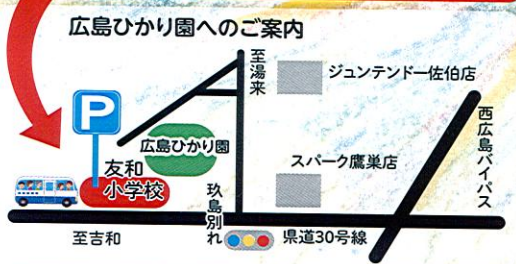 広島ひかり園へのご案内
至湯来
ジュンテンドー佐伯店
P
広島ひかり園
西広島バイパス
友和
小学校
スパーク鷹巣店
玖島別れ
至吉和
県道30号線